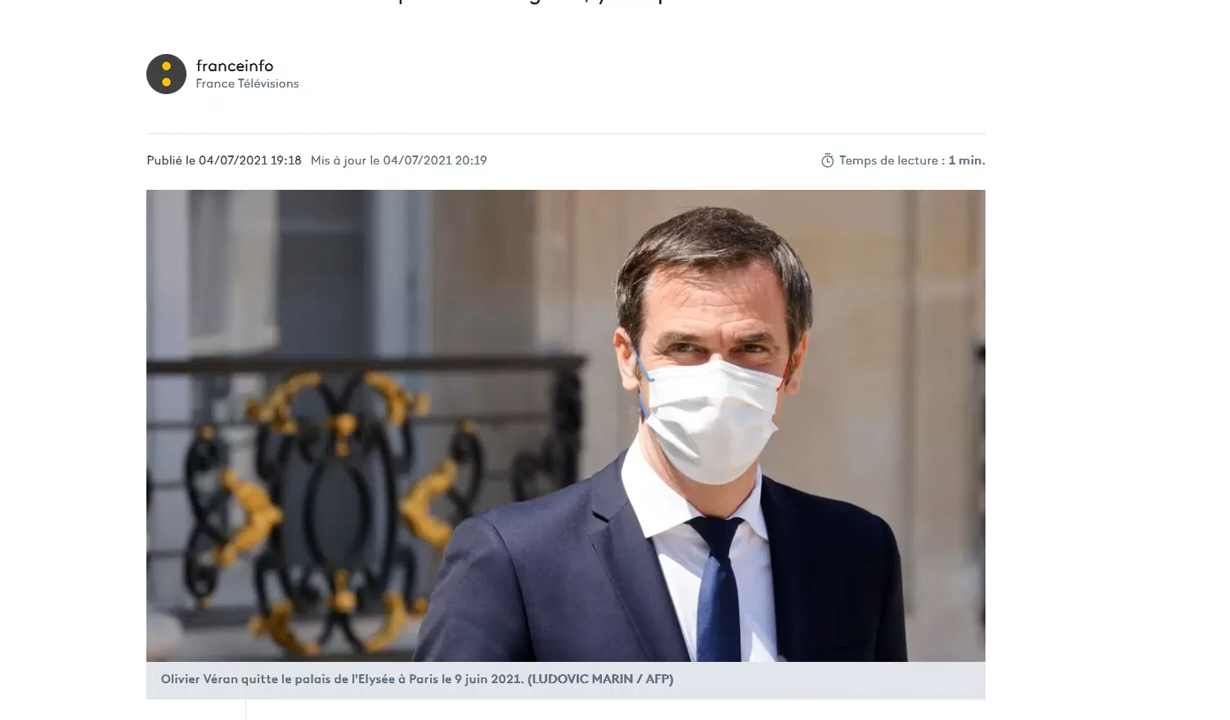 franceinfo
France Télévisions
Publié le 04/07/2021 19:18 Mis à jour le 04/07/2021 20:19
Temps de lecture : 1 min.
Olivier Véran quitte le palais de l'Elysée à Paris le 9 juin 2021. (LUDOVIC MARIN / AFP)